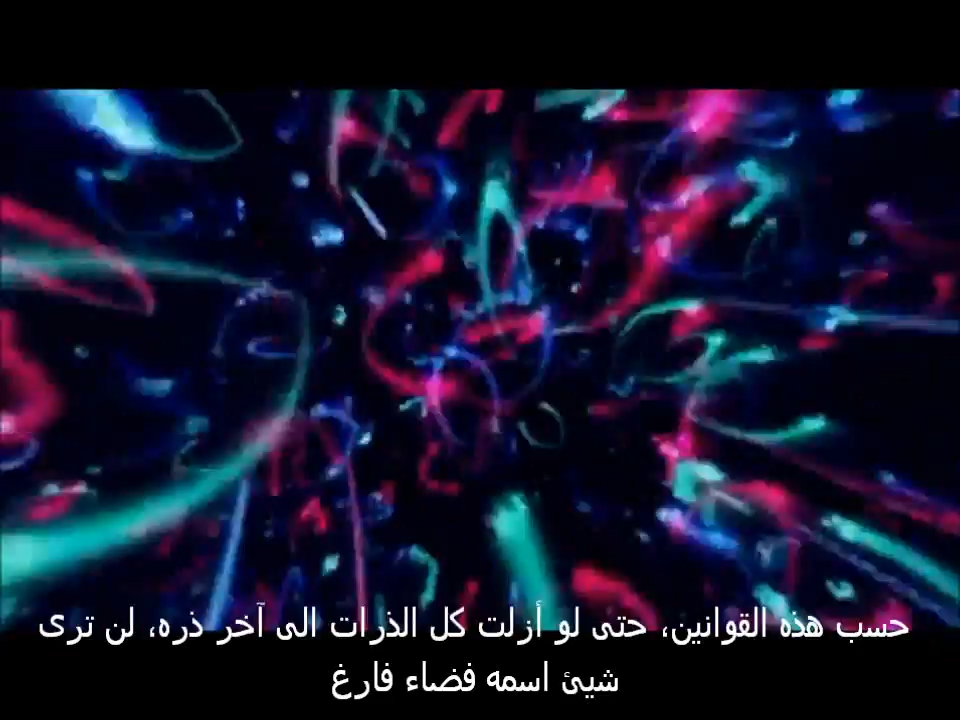 حسب هذه القوانين، حتى لو أزلت كل الذرات الى آخر ذره، لن ترى
شيئ اسمه فضاء فارغ